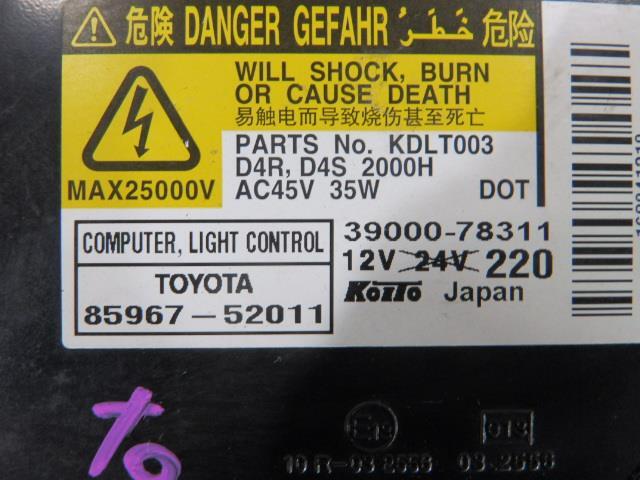 危険 DANGER GEFAHR خَطَر 危险
WILL SHOCK, BURN
OR CAUSE DEATH
易触电而导致烧伤甚至死亡
MAX25000V
PARTS No. KDLT003
D4R, D4S 2000H
AC45V 35W DOT
COMPUTER, LIGHT CONTROL
TOYOTA
85967-52011
39000-78311
12V 24V 220
KOITO Japan